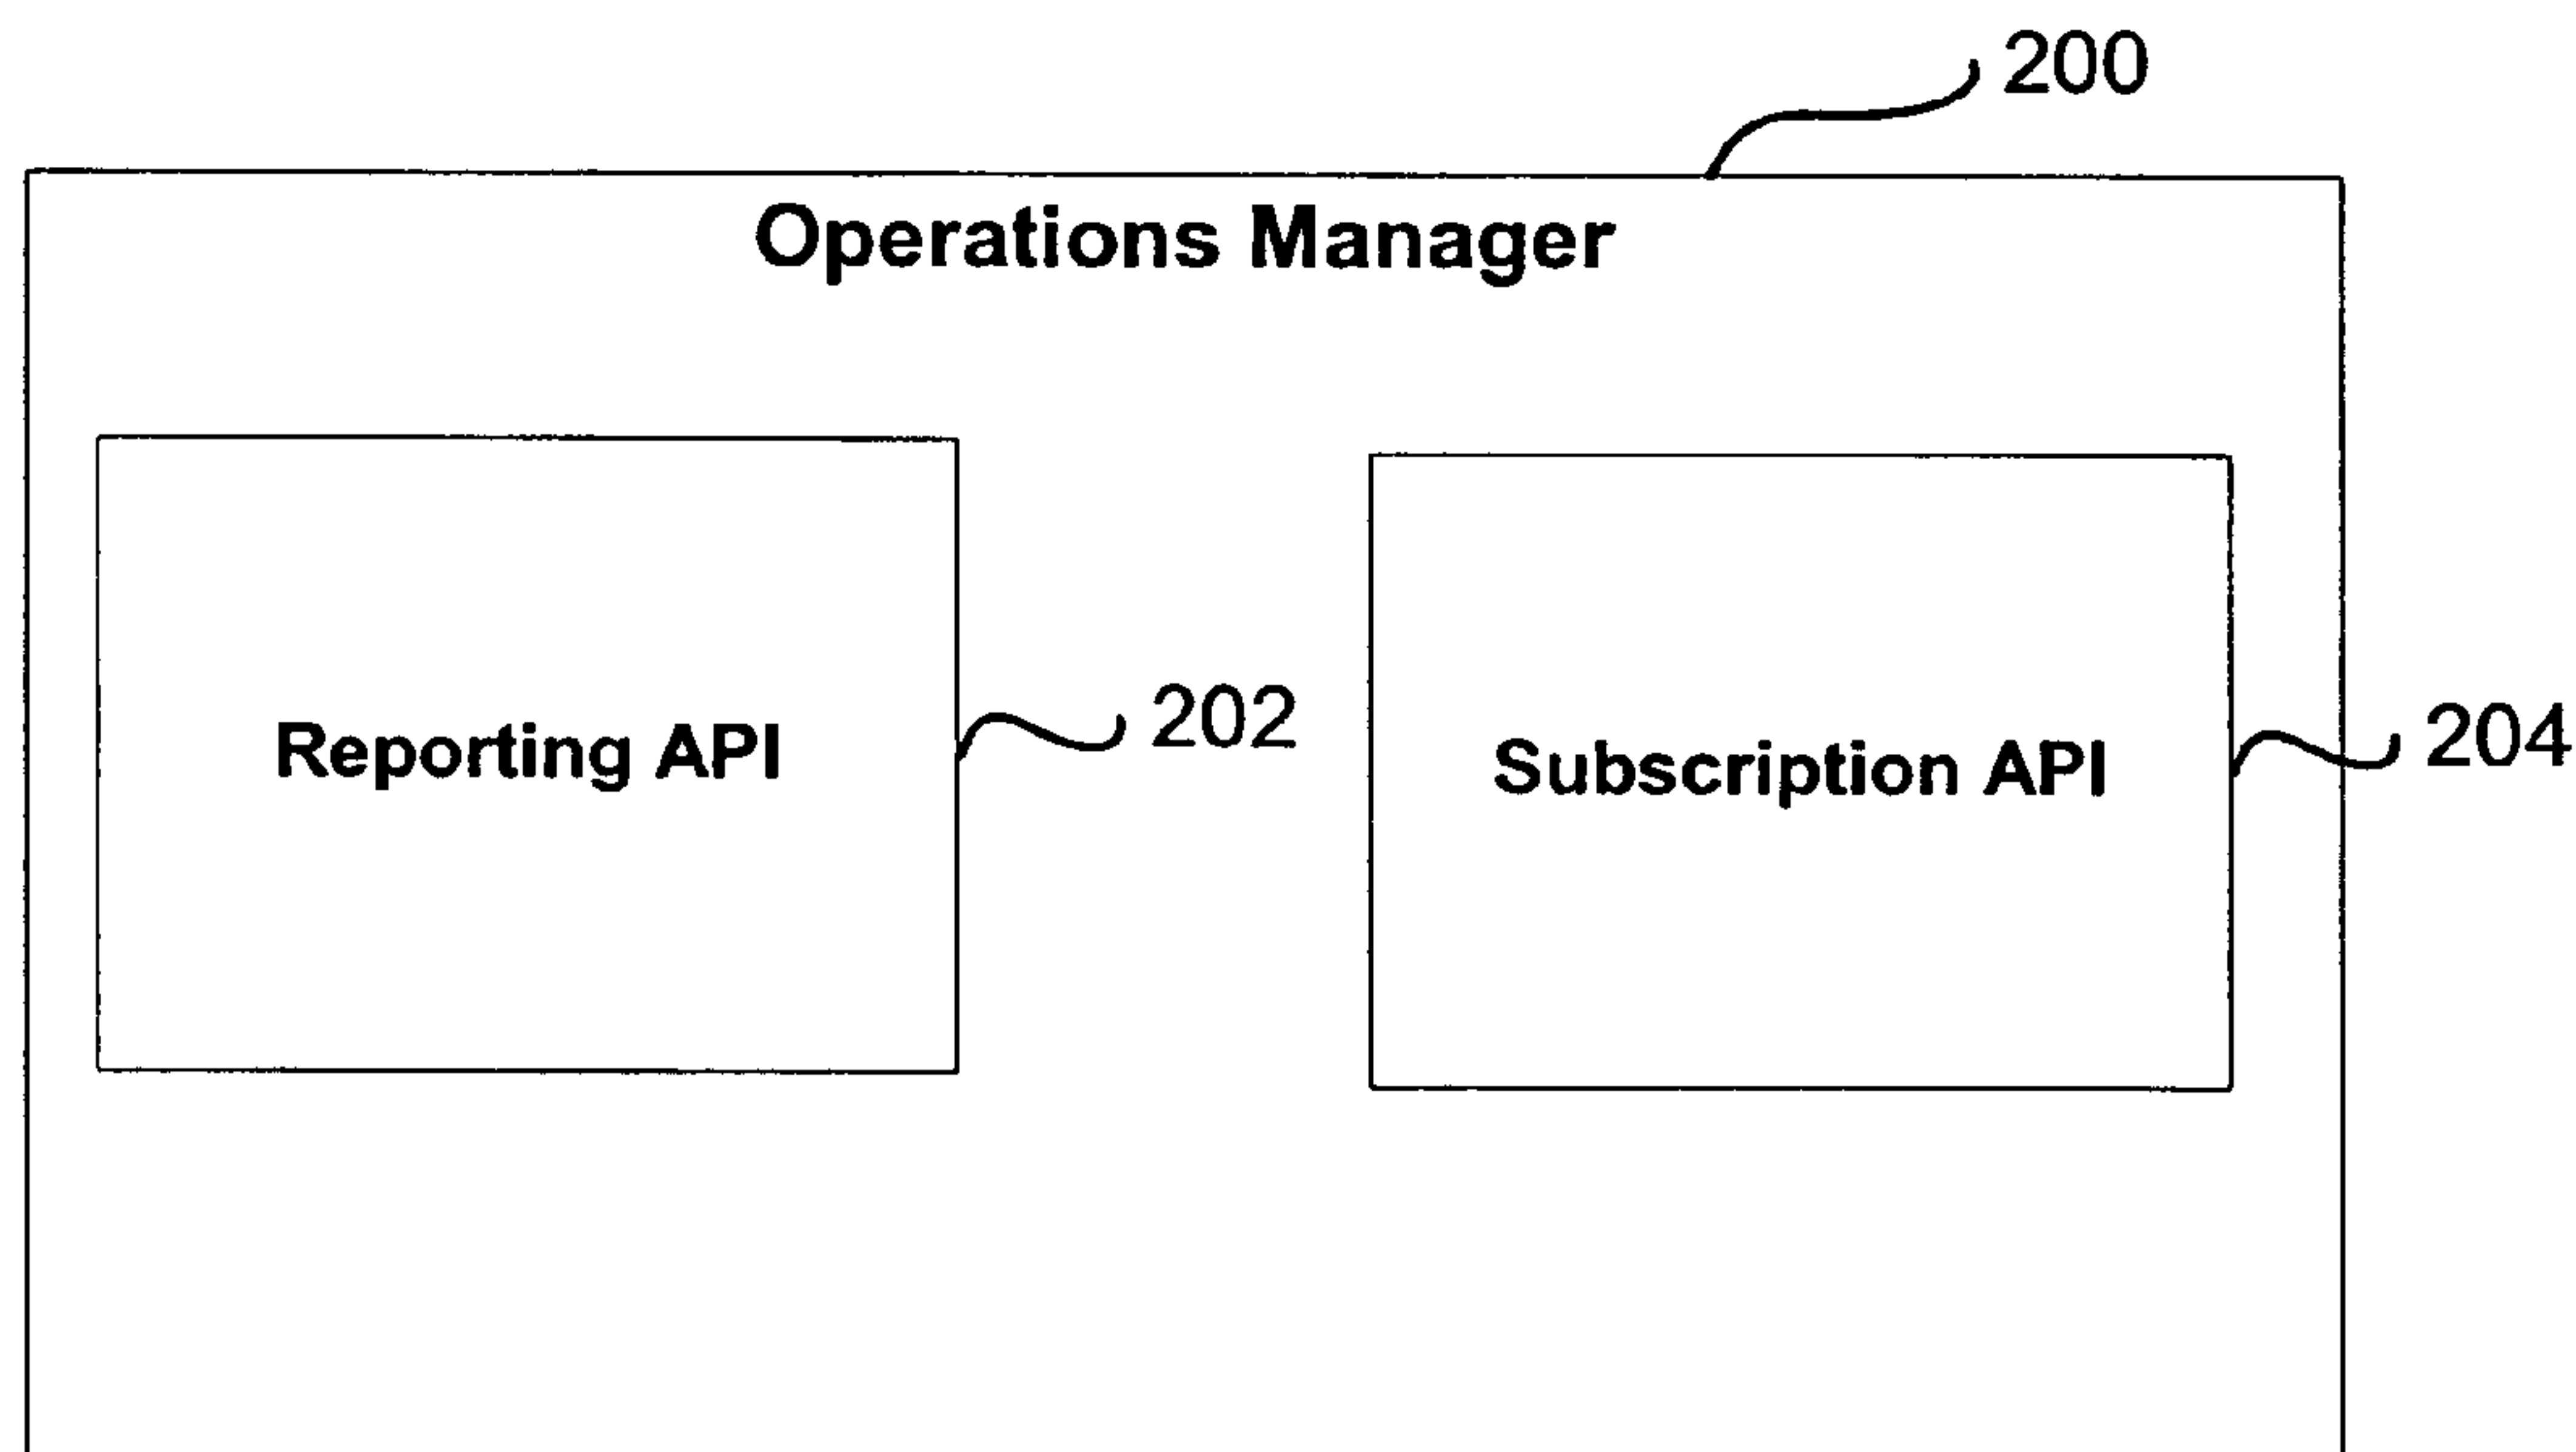 200
Operations Manager
Reporting API
202
Subscription API
204